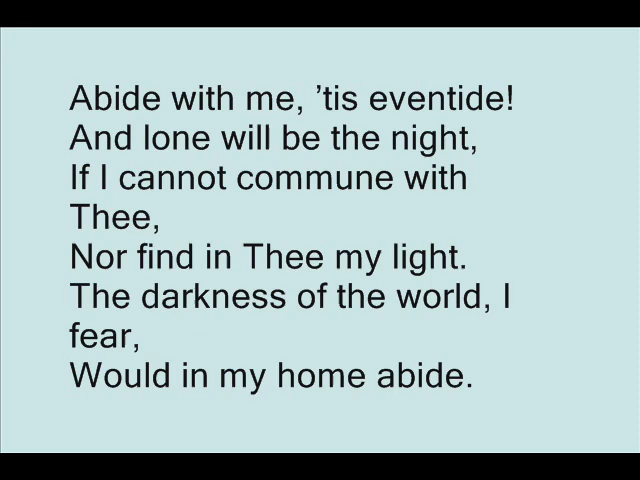 Abide with me, ’tis eventide!
And lone will be the night,
If I cannot commune with
Thee,
Nor find in Thee my light.
The darkness of the world, I
fear,
Would in my home abide.